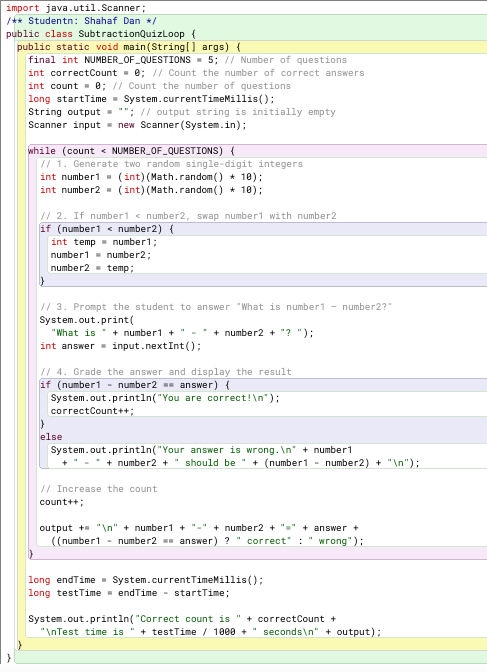 import java.util.Scanner;
/** Studentn: Shahaf Dan */
public class SubtractionQuizLoop {
public static void main(String[] args) {
final int NUMBER_OF_QUESTIONS = 5; // Number of questions
int correctCount = 0; // Count the number of correct answers
int count = 0; // Count the number of questions
long startTime = System.currentTimeMillis();
String output = ""; // output string is initially empty
Scanner input = new Scanner(System.in);
while (count < NUMBER_OF_QUESTIONS) {
// 1. Generate two random single-digit integers
int number1 = (int)(Math.random() * 10);
int number2 = (int)(Math.random() * 10);
// 2. If number1 < number2, swap number1 with number2
if (number1 < number2) {
int temp = number1;
number1 = number2;
number2 = temp;
}
// 3. Prompt the student to answer "What is number1 – number2?"
System.out.print(
"What is " + number1 + " - " + number2 + "? ");
int answer = input.nextInt();
// 4. Grade the answer and display the result
if (number1 - number2 == answer) {
System.out.println("You are correct!\n");
correctCount++;
}
else
System.out.println("Your answer is wrong.\n" + number1
+ " - " + number2 + " should be " + (number1 - number2) + "\n");
// Increase the count
count++;
output += "\n" + number1 + "-" + number2 + "=" + answer +
((number1 - number2 == answer) ? " correct" : " wrong");
}
long endTime = System.currentTimeMillis();
long testTime = endTime - startTime;
System.out.println("Correct count is " + correctCount +
"\nTest time is " + testTime / 1000 + " seconds\n" + output);
}
}